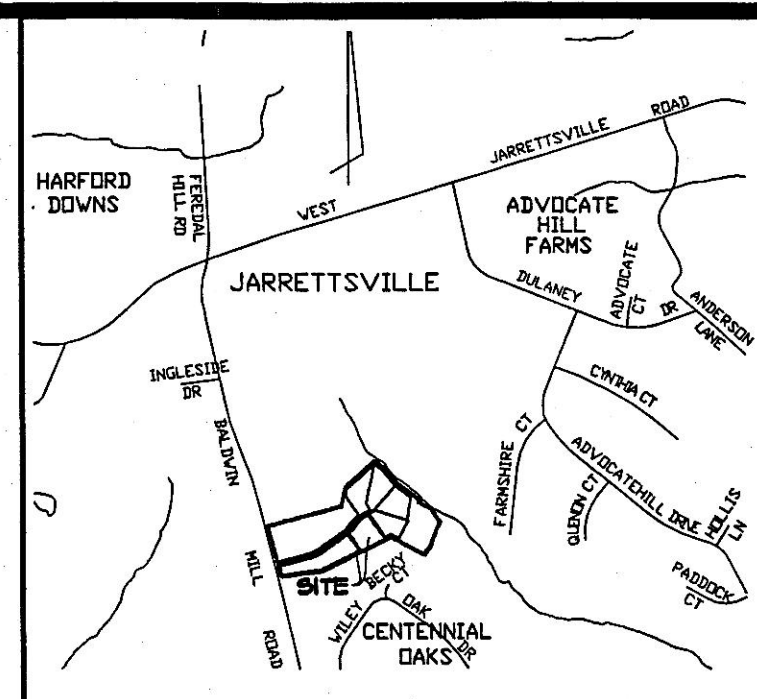 JARRETTSVILLE ROAD
WEST
HARFORD
DOWNS
FEREDAL
HILL RD
ADVOCATE
HILL
FARMS
JARRETTSVILLE
DULANEY DR
ADVOCATE
CT
ANDERSON
LANE
INGLESIDE
DR
CYNTHIA CT
BALDWIN
MILL
ROAD
FARMSHIRE CT
QUENON CT
ADVOCATEHILL DRIVE
HOLLIS
LN
PADDOCK
CT
SITE
BECKY
CT
WILEY OAK DR
CENTENNIAL
OAKS